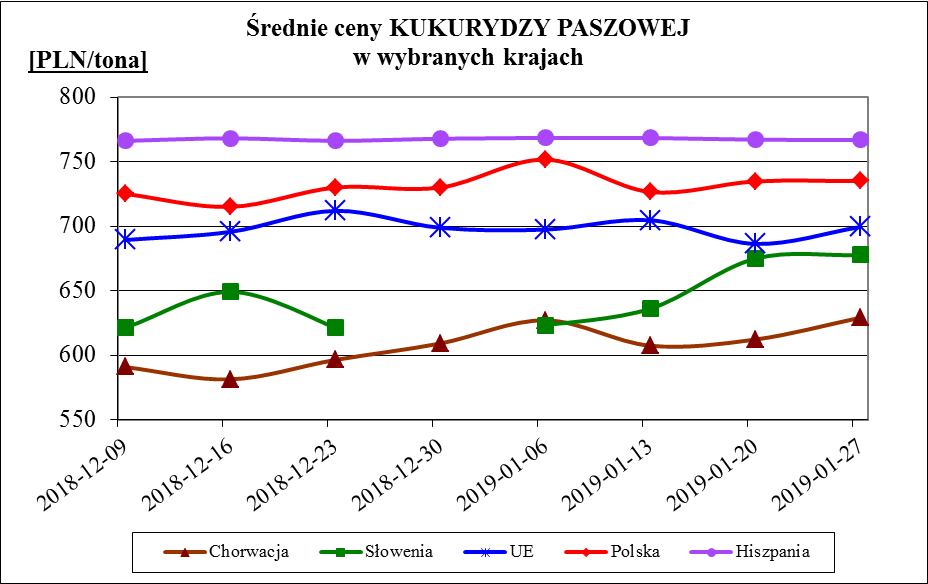 Średnie ceny KUKURYDZY PASZOWEJ
w wybranych krajach
[PLN/tona]
800
750
700
650
600
550
2018-12-09
2018-12-16
2018-12-23
2018-12-30
2019-01-06
2019-01-13
2019-01-20
2019-01-27
Chorwacja
Słowenia
UE
Polska
Hiszpania